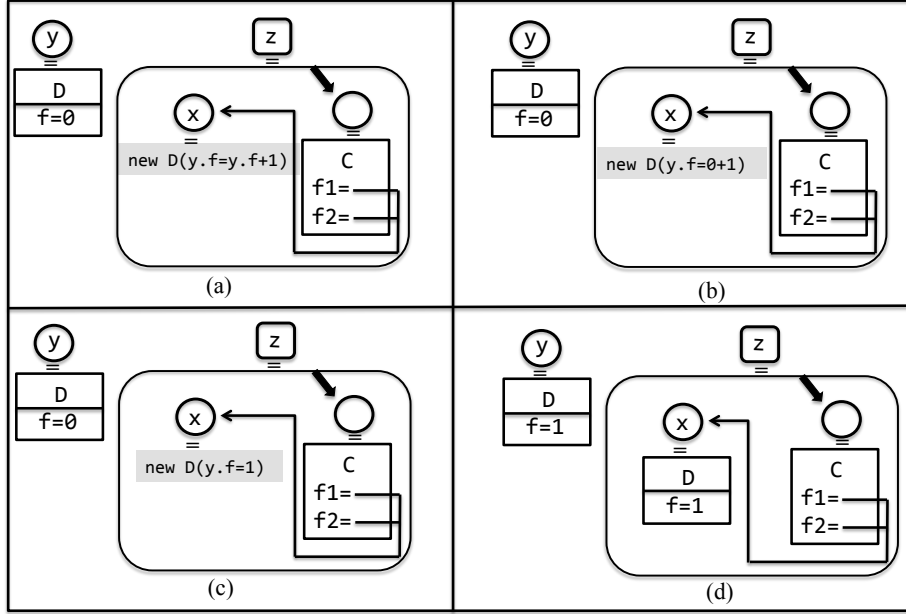 y
z
D
f=0
x
new D(y.f=y.f+1)
C
f1=
f2=
(a)
y
z
D
f=0
x
new D(y.f=0+1)
C
f1=
f2=
(b)
y
z
D
f=0
x
new D(y.f=1)
C
f1=
f2=
(c)
y
z
D
f=1
x
D
f=1
C
f1=
f2=
(d)